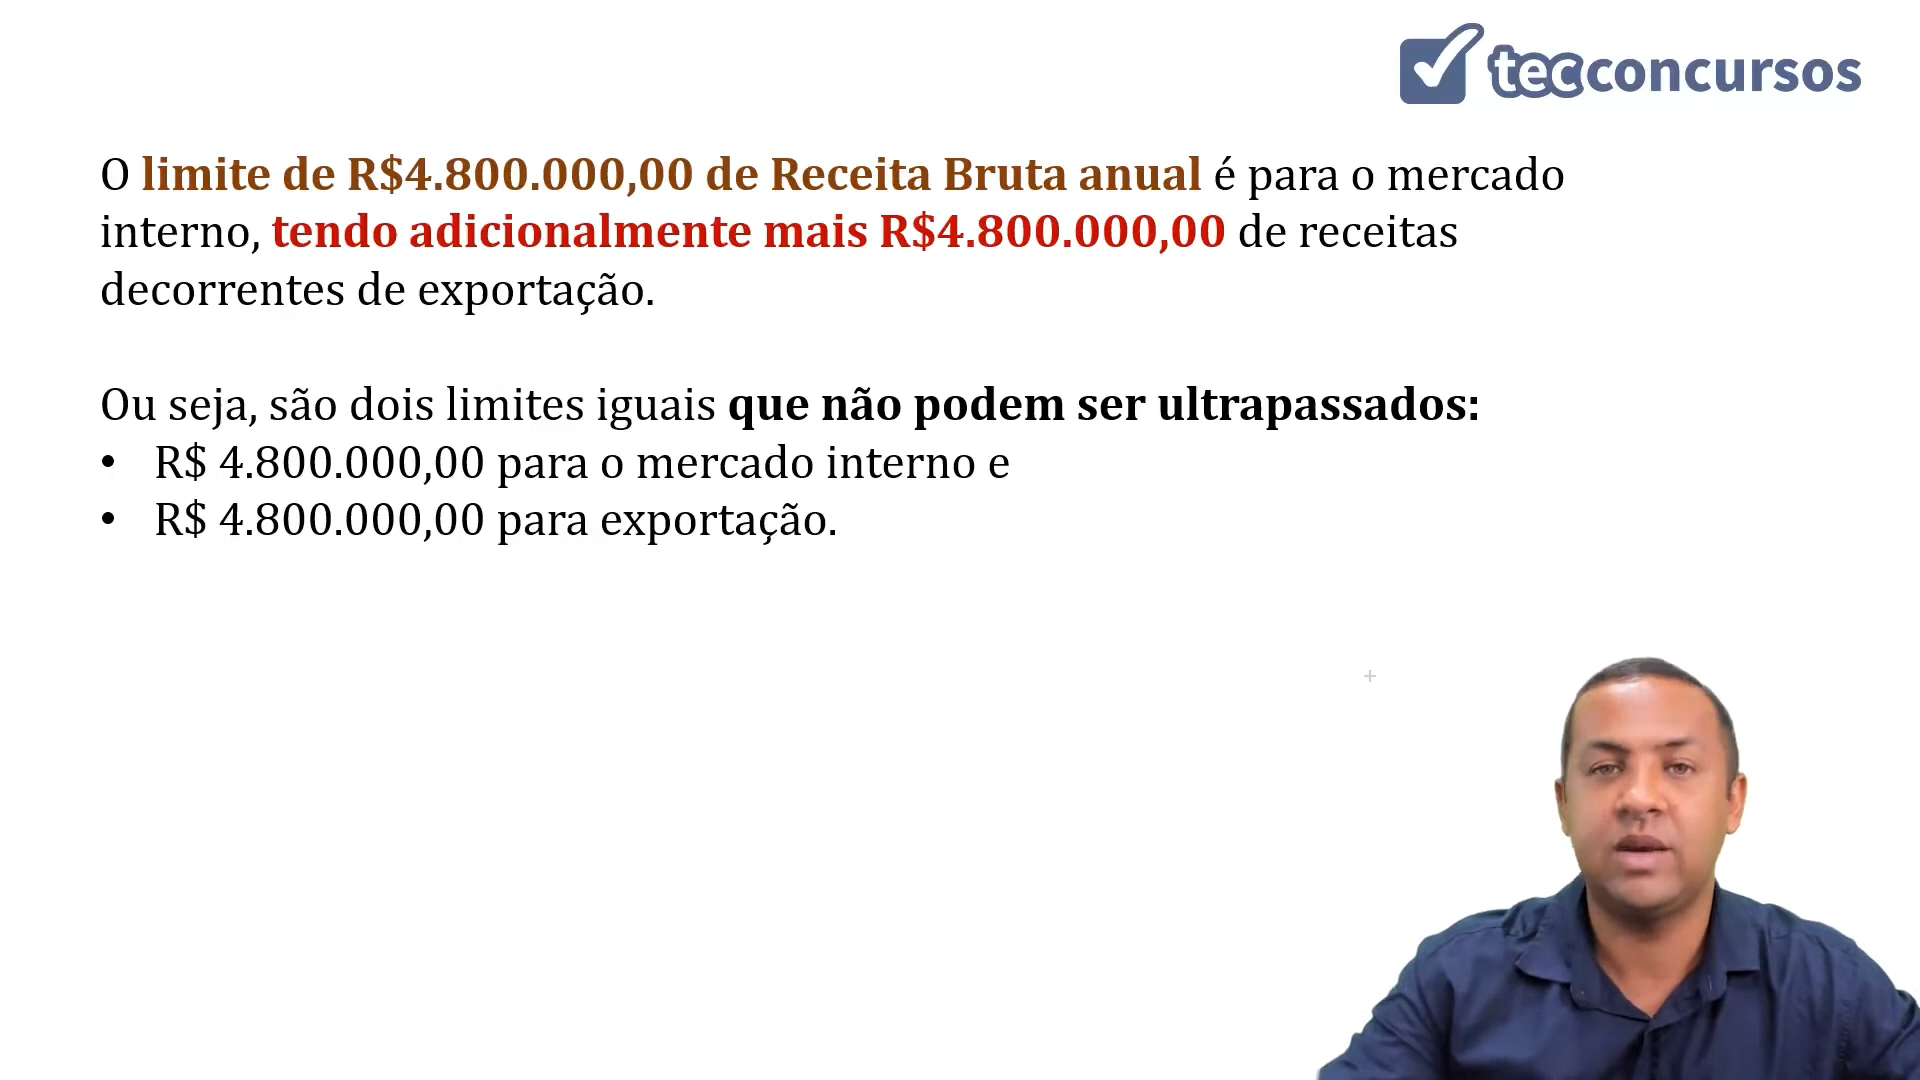 tecconcursos
O limite de R$4.800.000,00 de Receita Bruta anual é para o mercado
interno, tendo adicionalmente mais R$4.800.000,00 de receitas
decorrentes de exportação.
Ou seja, são dois limites iguais que não podem ser ultrapassados:
• R$ 4.800.000,00 para o mercado interno e
• R$ 4.800.000,00 para exportação.